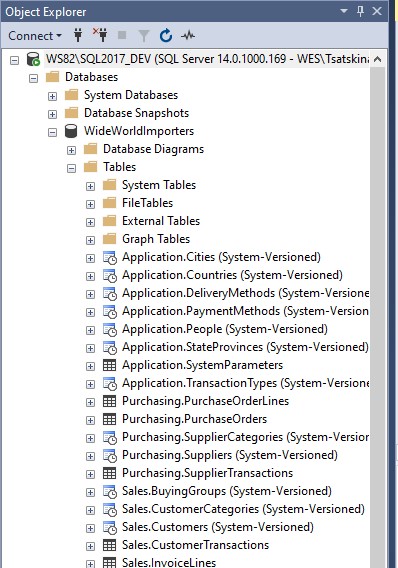 Object Explorer
Connect
WS82\SQL2017_DEV (SQL Server 14.0.1000.169 - WES\Tsatskina
Databases
System Databases
Database Snapshots
WideWorldImporters
Database Diagrams
Tables
System Tables
FileTables
External Tables
Graph Tables
Application.Cities (System-Versioned)
Application.Countries (System-Versioned)
Application.DeliveryMethods (System-Versione
Application.PaymentMethods (System-Version
Application.People (System-Versioned)
Application.StateProvinces (System-Versioned)
Application.SystemParameters
Application.TransactionTypes (System-Versione
Purchasing.PurchaseOrderLines
Purchasing.PurchaseOrders
Purchasing.SupplierCategories (System-Version
Purchasing.Suppliers (System-Versioned)
Purchasing.SupplierTransactions
Sales.BuyingGroups (System-Versioned)
Sales.CustomerCategories (System-Versioned)
Sales.Customers (System-Versioned)
Sales.CustomerTransactions
Sales.InvoiceLines